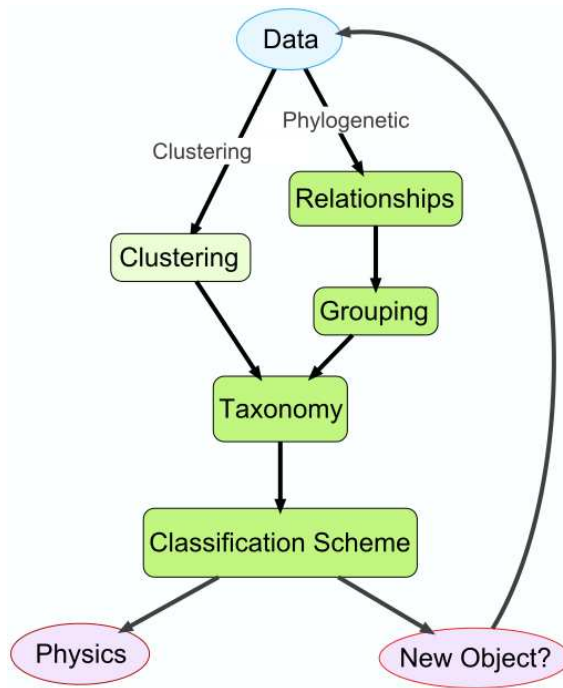 Data
Phylogenetic
Clustering
Relationships
Clustering
Grouping
Taxonomy
Classification Scheme
Physics
New Object?